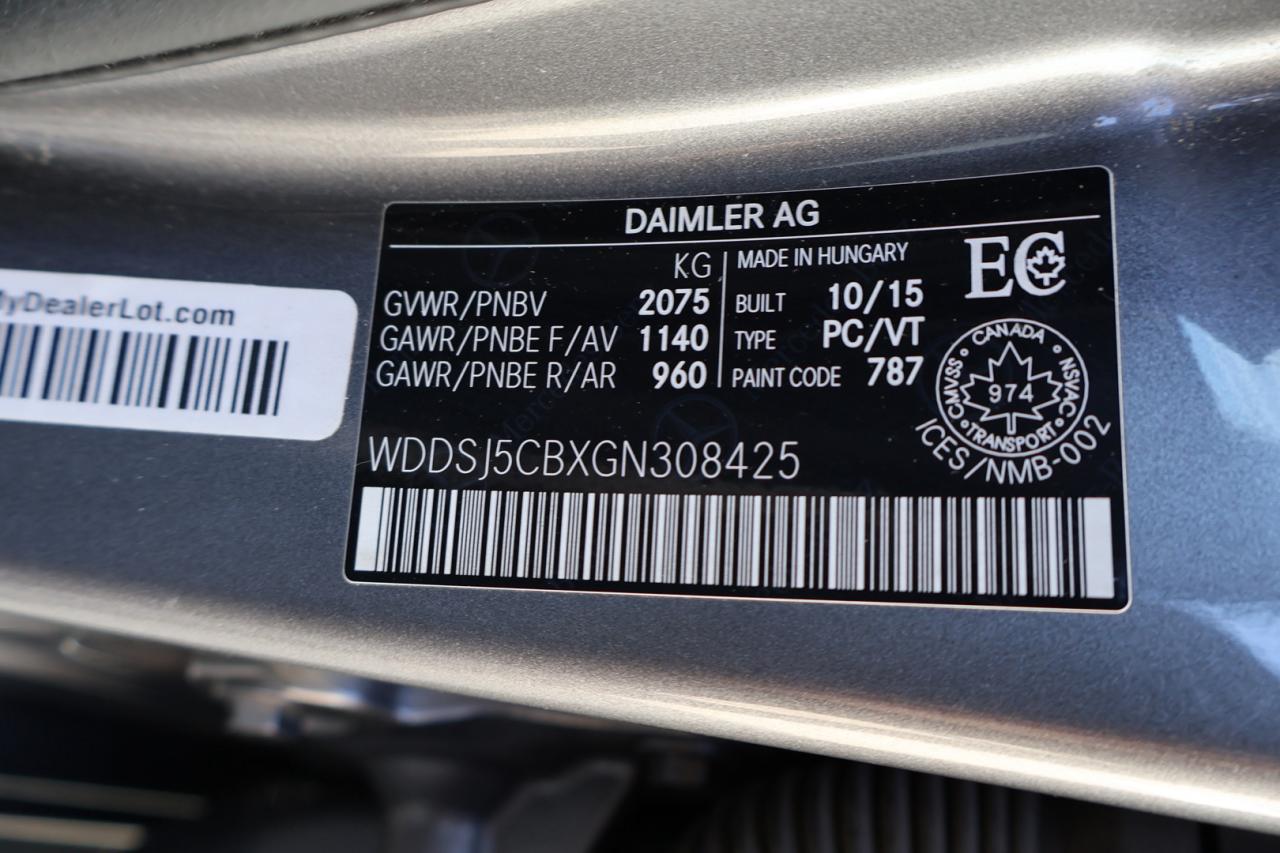 DAIMLER AG
KG
GVWR/PNBV 2075
GAWR/PNBE F/AV 1140
GAWR/PNBE R/AR 960
MADE IN HUNGARY
BUILT 10/15
TYPE PC/VT
PAINT CODE 787
EC
CANADA
CMVSS NSVAC
974
TRANSPORT
ICES/NMB-002
WDDSJ5CBXGN308425
MyDealerLot.com